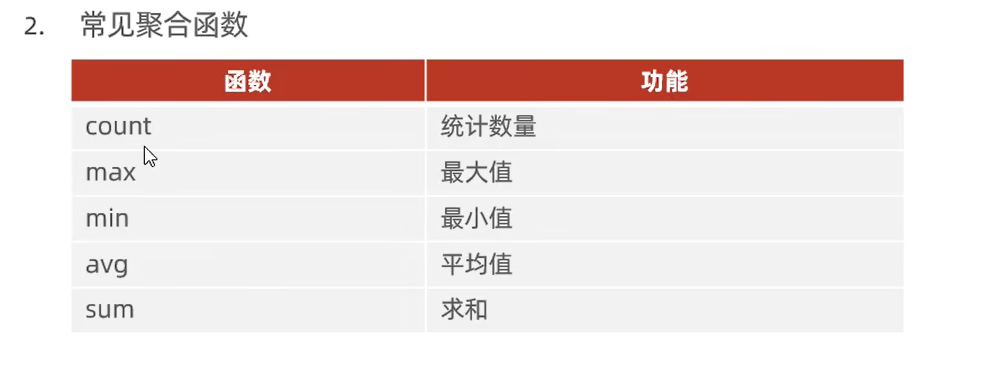 2. 常见聚合函数
函数 功能
count 统计数量
max 最大值
min 最小值
avg 平均值
sum 求和